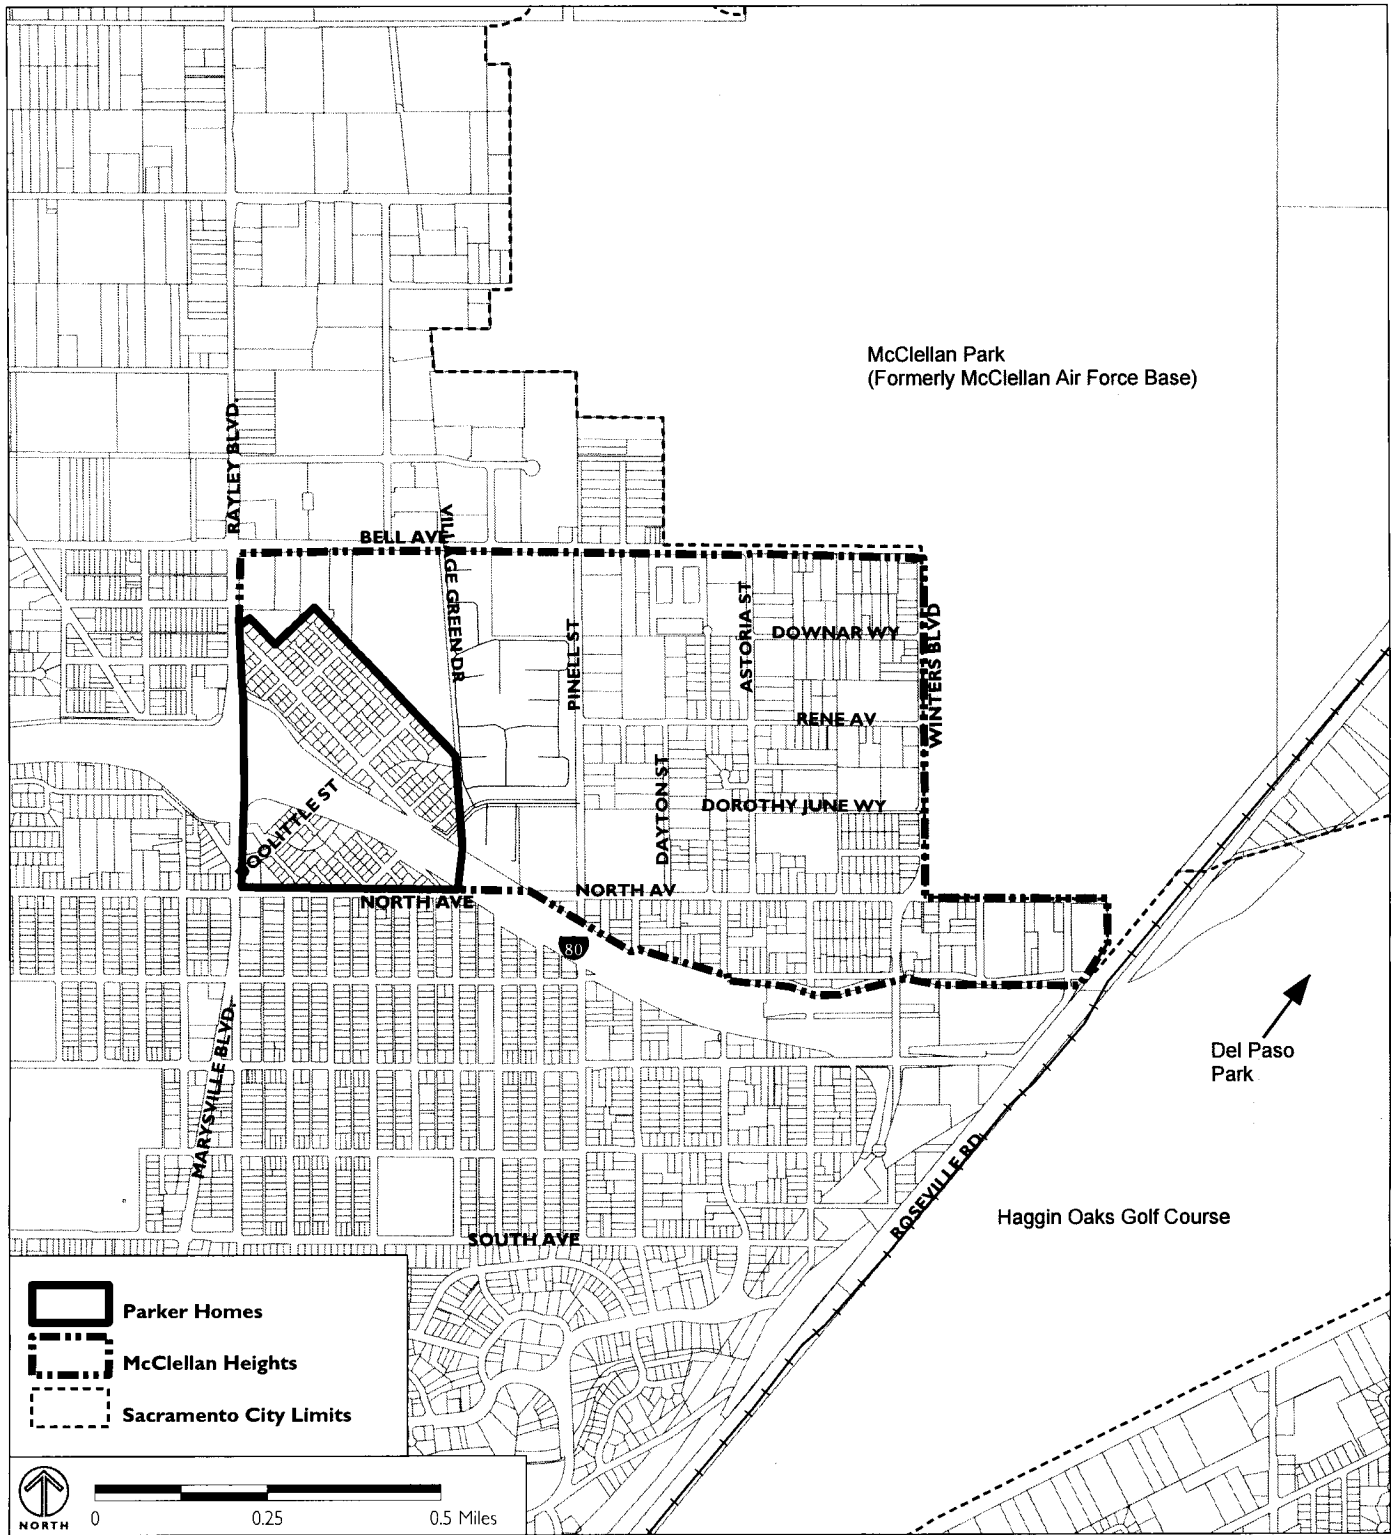 McClellan Park
(Formerly McClellan Air Force Base)
RAYLEY BLVD.
BELL AVE
VILLAGE GREEN DR
PINELL ST
ASTORIA ST
DOWNAR WY
WINTERS BLVD
RENE AV
DAYTON ST
DOROTHY JUNE WY
DOOLITTLE ST
NORTH AVE
NORTH AV
80
MARYSVILLE BLVD.
Del Paso
Park
ROSEVILLE RD
Haggin Oaks Golf Course
SOUTH AVE
Parker Homes
McClellan Heights
Sacramento City Limits
NORTH
0 0.25 0.5 Miles